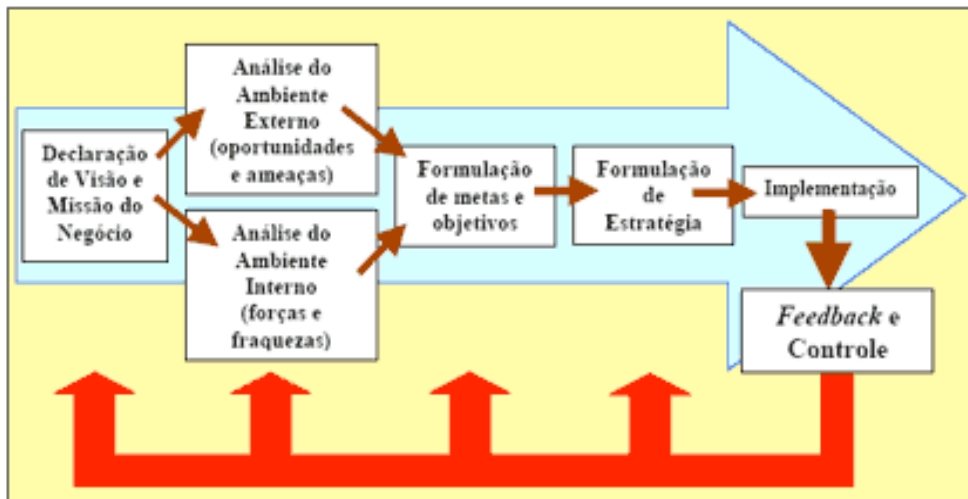 Declaração
de Visão e
Missão do
Negócio
Análise do
Ambiente
Externo
(oportunidades
e ameaças)
Análise do
Ambiente
Interno
(forças e
fraquezas)
Formulação
de metas e
objetivos
Formulação
de
Estratégia
Implementação
Feedback e
Controle